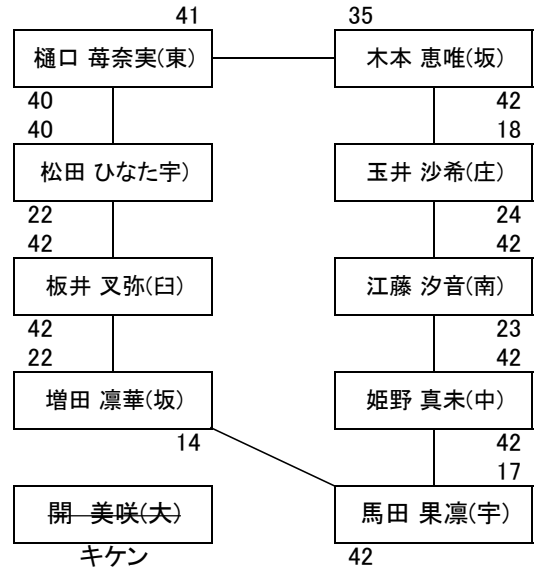 41 35
樋口 苺奈実(東) 木本 恵唯(坂)
40 42
40 18
松田 ひなた宇) 玉井 沙希(庄)
22 24
42 42
板井 叉弥(臼) 江藤 汐音(南)
42 23
22 42
増田 凛華(坂) 姫野 真未(中)
14 42
17
開 美咲(大) 馬田 果凛(宇)
キケン 42